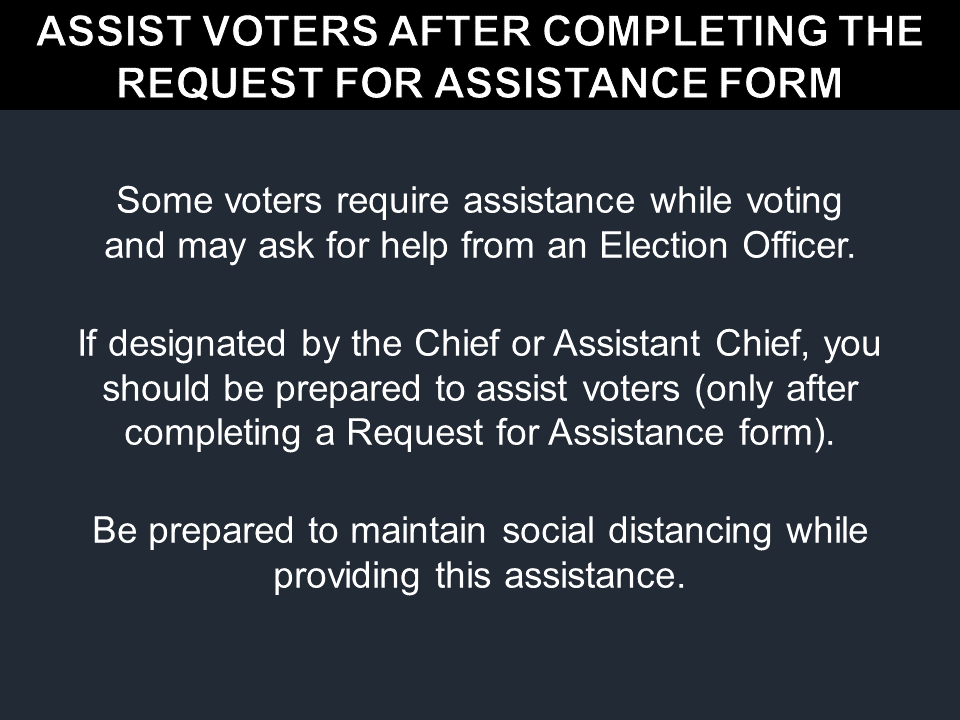 ASSIST VOTERS AFTER COMPLETING THE
REQUEST FOR ASSISTANCE FORM
Some voters require assistance while voting
and may ask for help from an Election Officer.
If designated by the Chief or Assistant Chief, you
should be prepared to assist voters (only after
completing a Request for Assistance form).
Be prepared to maintain social distancing while
providing this assistance.